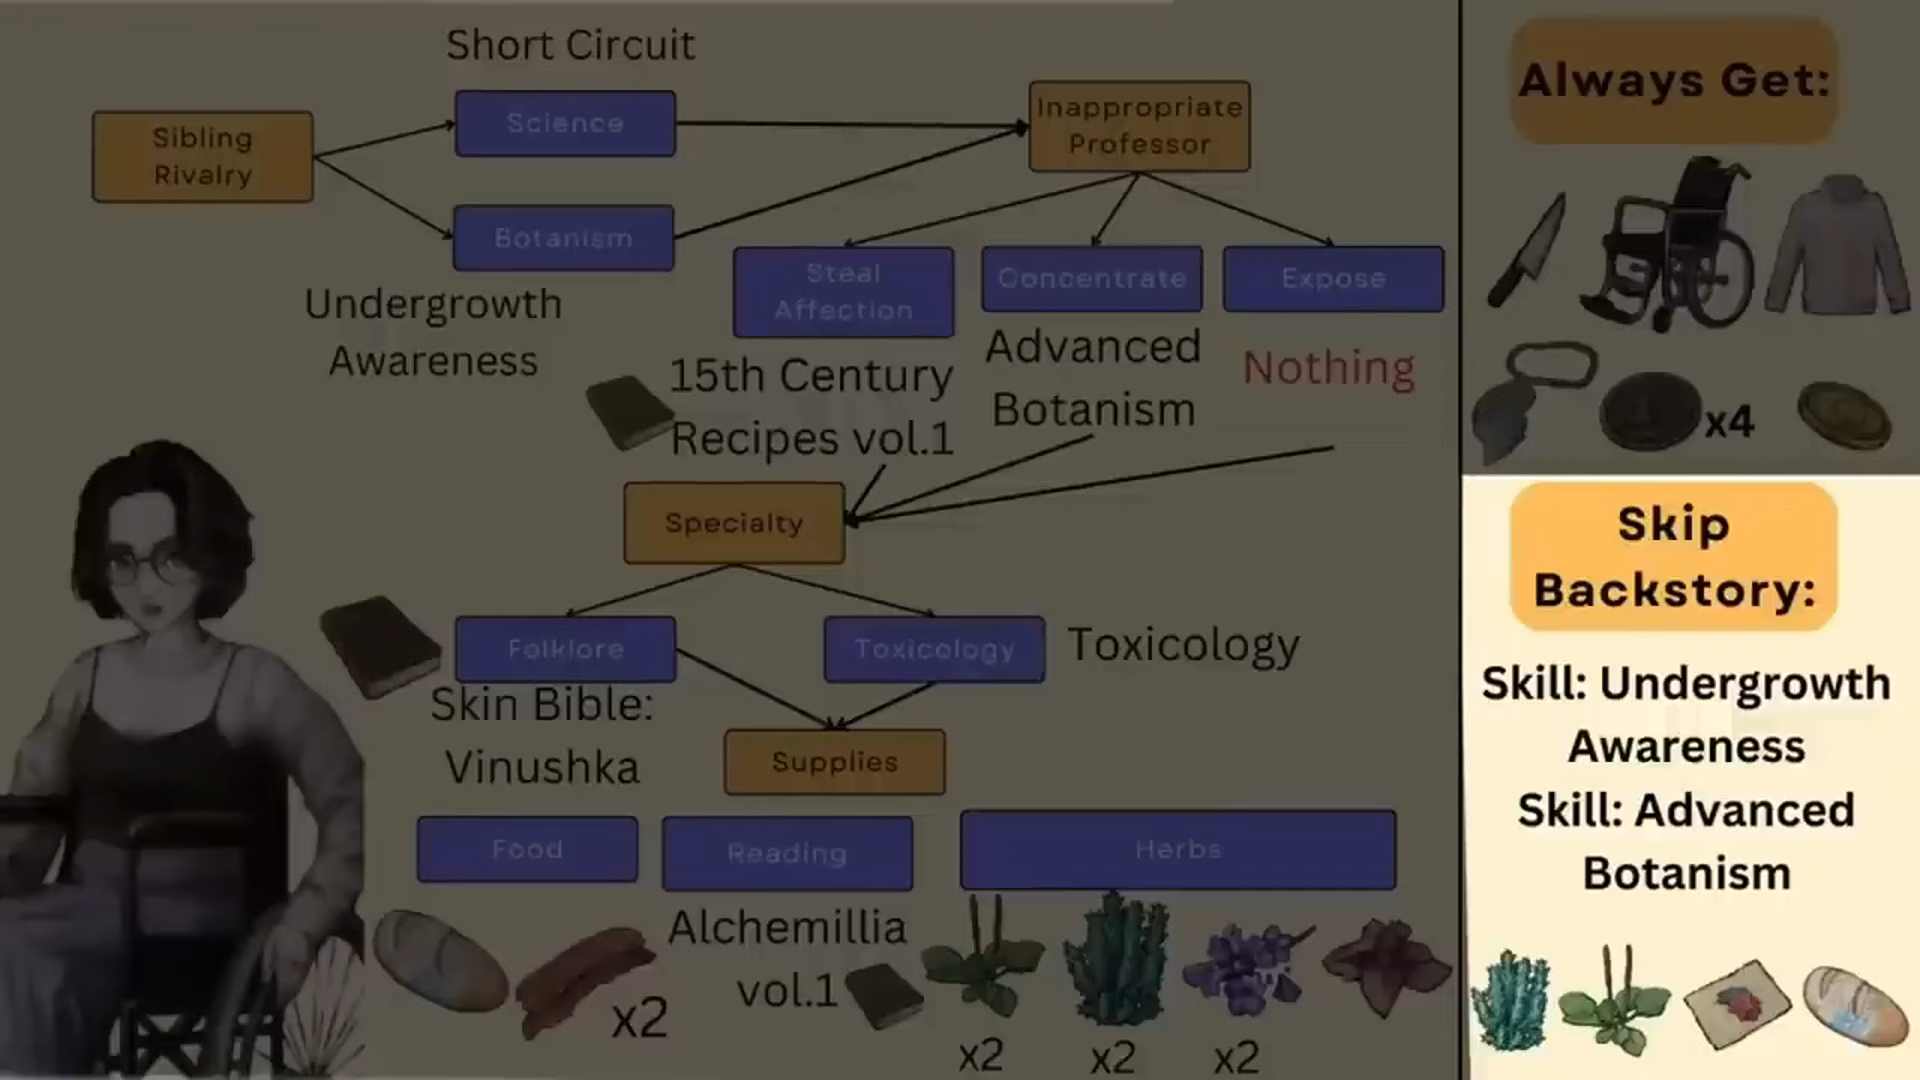 Short Circuit
Sibling
Rivalry
Science
Inappropriate
Professor
Botanism
Undergrowth
Awareness
Steal
Affection
Concentrate
Expose
15th Century
Recipes vol.1
Advanced
Botanism
Nothing
Specialty
Folklore
Toxicology
Toxicology
Skin Bible:
Vinushka
Supplies
Food
Reading
Herbs
x2
Alchemillia
vol.1
x2
x2
x2
Always Get:
x4
Skip
Backstory:
Skill: Undergrowth
Awareness
Skill: Advanced
Botanism